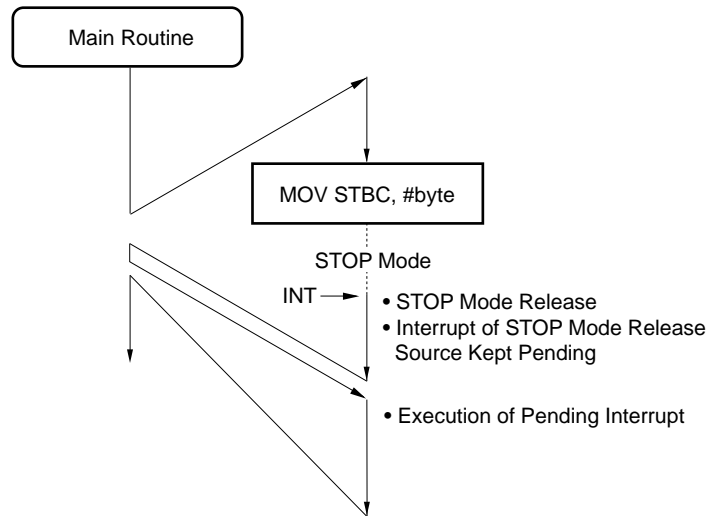 Main Routine
MOV STBC, #byte
STOP Mode
INT
• STOP Mode Release
• Interrupt of STOP Mode Release
Source Kept Pending
• Execution of Pending Interrupt